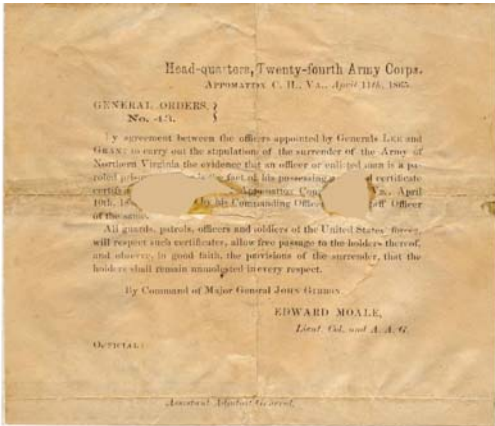 Head-quarters, Twenty-fourth Army Corps.
Appomattox C. H., Va., April 11th, 1865.
GENERAL ORDERS,
No. 43.
By agreement between the officers appointed by Generals Lee and
Grant to carry out the stipulation of the surrender of the Army of
Northern Virginia the evidence that an officer or enlisted man is a pa-
roled is the fact of his possessing certificate
Appomattox April
10th, his Commanding Officer Officer
of the same.
All guards, patrols, officers and soldiers of the United States forces,
will respect such certificates, allow free passage to the holders thereof,
and observe, in good faith, the provisions of the surrender, that the
holders shall remain unmolested in every respect.
By Command of Major General John Gibbon.
EDWARD MOALE,
Lieut. Col. and A. A. G.
Official:
Assistant Adjutant General.